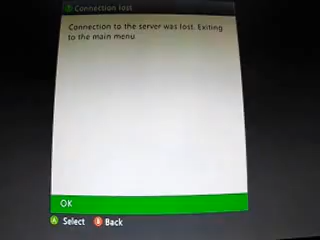 Connection lost
Connection to the server was lost. Exiting
to the main menu
OK
A Select B Back